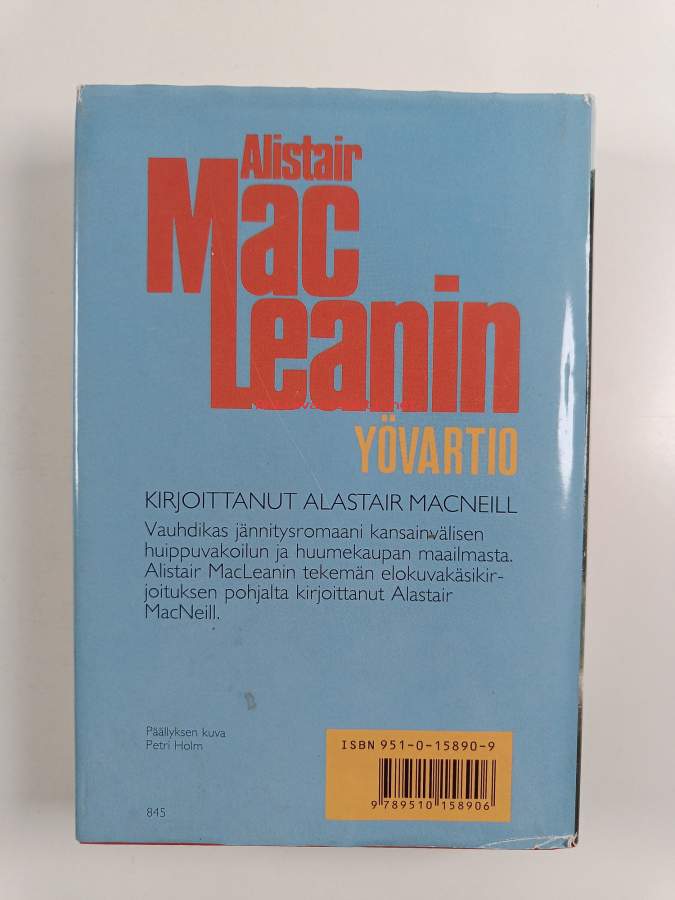 Alistair
Mac
Leanin
YÖVARTIO
KIRJOITTANUT ALASTAIR MACNEILL
Vauhdikas jännitysromaani kansainvälisen
huippuvakoilun ja huumekaupan maailmasta.
Alistair MacLeanin tekemän elokuvakäsikir-
joituksen pohjalta kirjoittanut Alastair
MacNeill.
Päällyksen kuva
Petri Holm
845
ISBN 951-0-15890-9
9 789510 158906